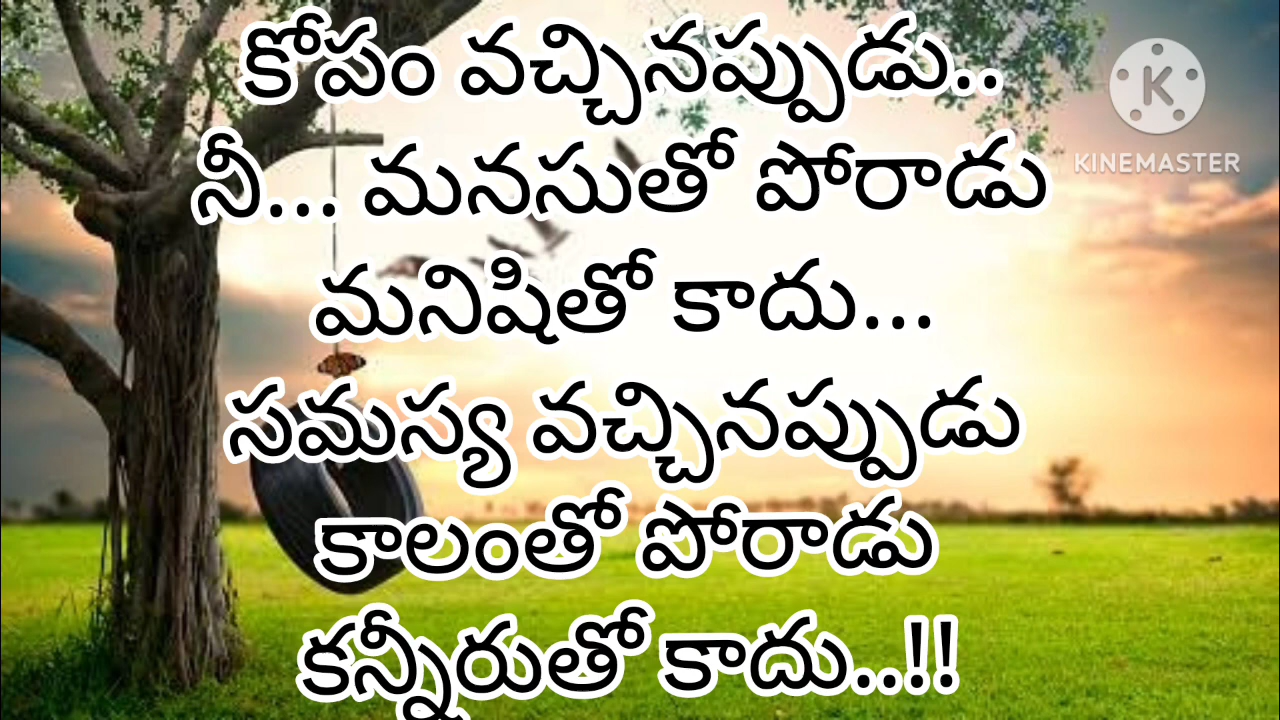 కోపం వచ్చినప్పుడు..
నీ... మనసుతో పోరాడు
మనిషితో కాదు...
సమస్య వచ్చినప్పుడు
కాలంతో పోరాడు
కన్నీరుతో కాదు..!!
K
KINEMASTER